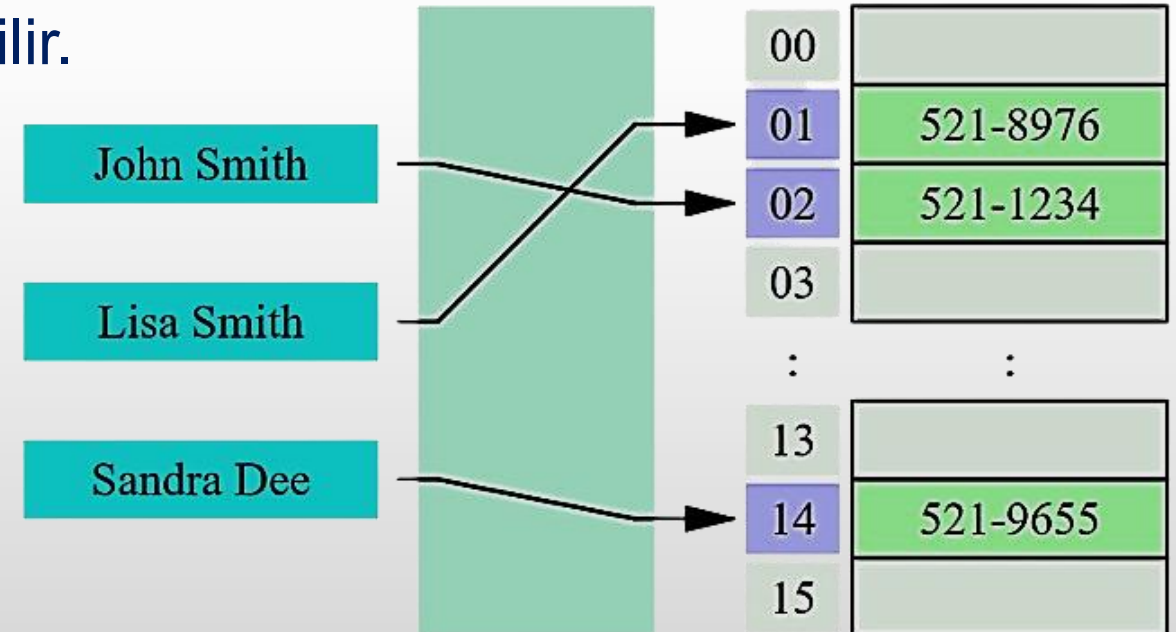 ilir.
John Smith
Lisa Smith
Sandra Dee
00
01 521-8976
02 521-1234
03
: :
13
14 521-9655
15